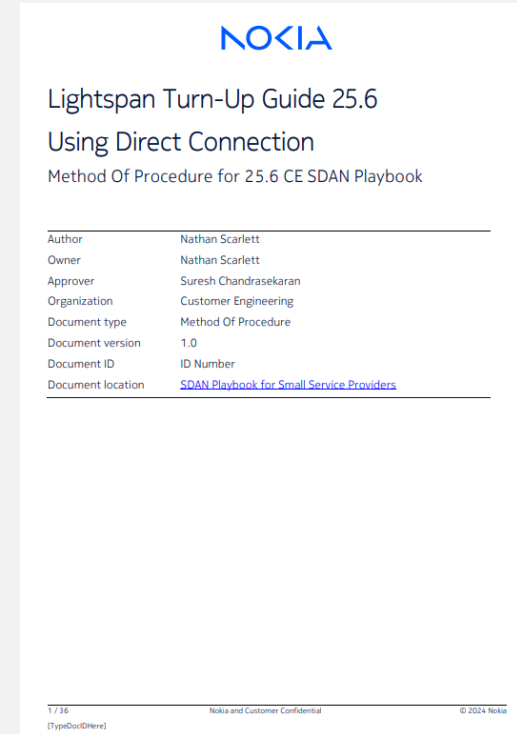 NOKIA
Lightspan Turn-Up Guide 25.6
Using Direct Connection
Method Of Procedure for 25.6 CE SDAN Playbook
Author Nathan Scarlett
Owner Nathan Scarlett
Approver Suresh Chandrasekaran
Organization Customer Engineering
Document type Method Of Procedure
Document version 1.0
Document ID ID Number
Document location SDAN Playbook for Small Service Providers
1 / 36 Nokia and Customer Confidential © 2024 Nokia
[TypeDocIDHere]